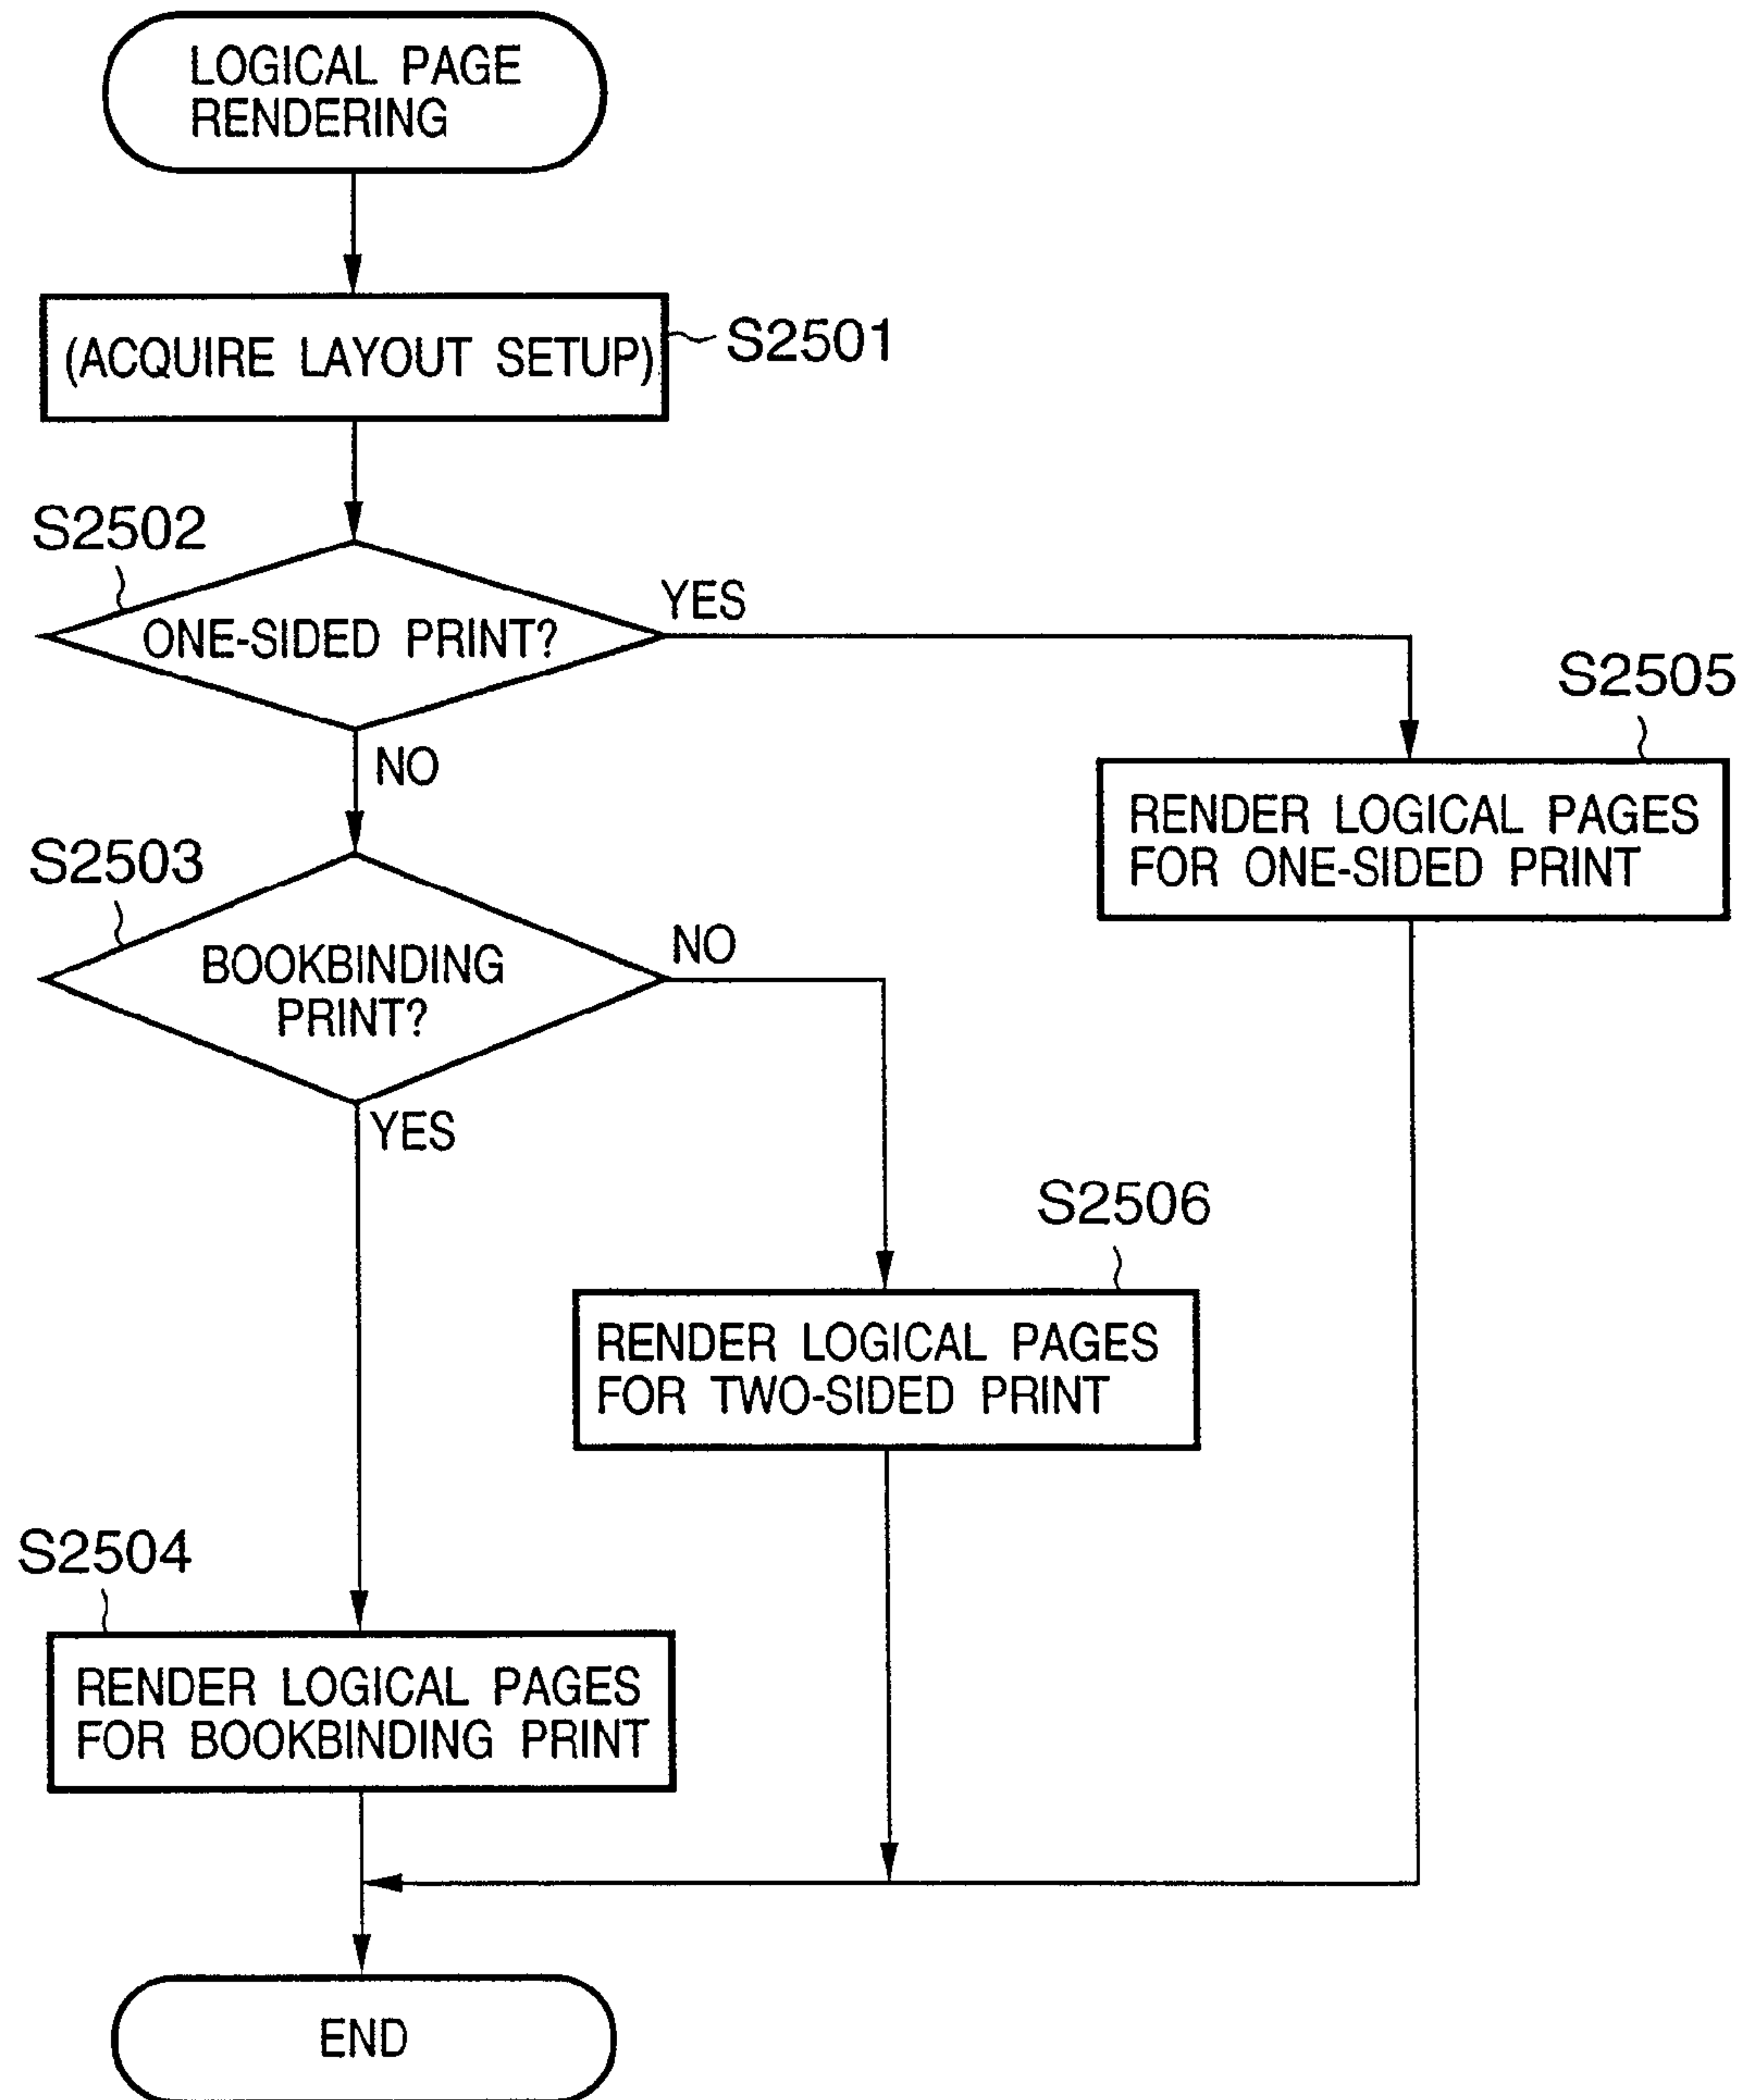 LOGICAL PAGE
RENDERING
(ACQUIRE LAYOUT SETUP)
S2501
S2502
ONE-SIDED PRINT?
YES
NO
S2505
RENDER LOGICAL PAGES
FOR ONE-SIDED PRINT
S2503
BOOKBINDING
PRINT?
NO
YES
S2506
RENDER LOGICAL PAGES
FOR TWO-SIDED PRINT
S2504
RENDER LOGICAL PAGES
FOR BOOKBINDING PRINT
END